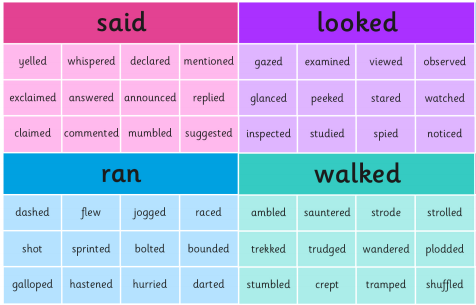 said
yelled whispered declared mentioned
exclaimed answered announced replied
claimed commented mumbled suggested
looked
gazed examined viewed observed
glanced peeked stared watched
inspected studied spied noticed
ran
dashed flew jogged raced
shot sprinted bolted bounded
galloped hastened hurried darted
walked
ambled sauntered strode strolled
trekked trudged wandered plodded
stumbled crept tramped shuffled